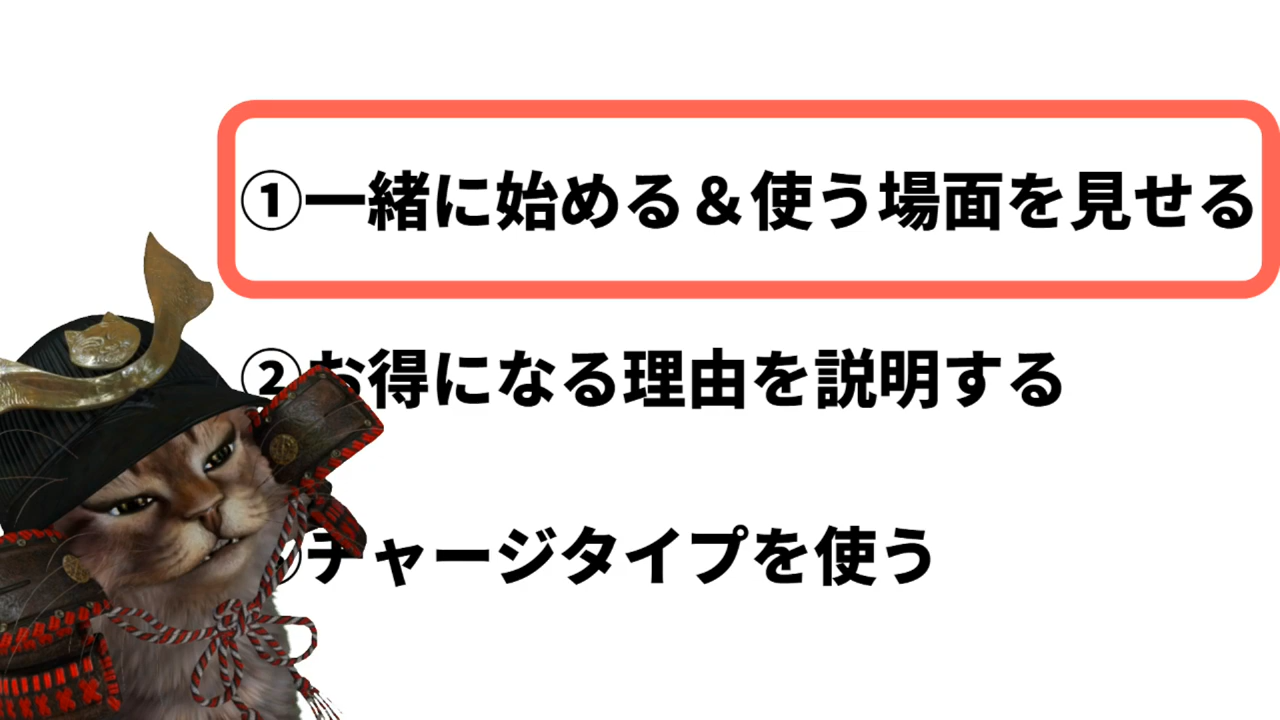 ①一緒に始める＆使う場面を見せる
②お得になる理由を説明する
チャージタイプを使う